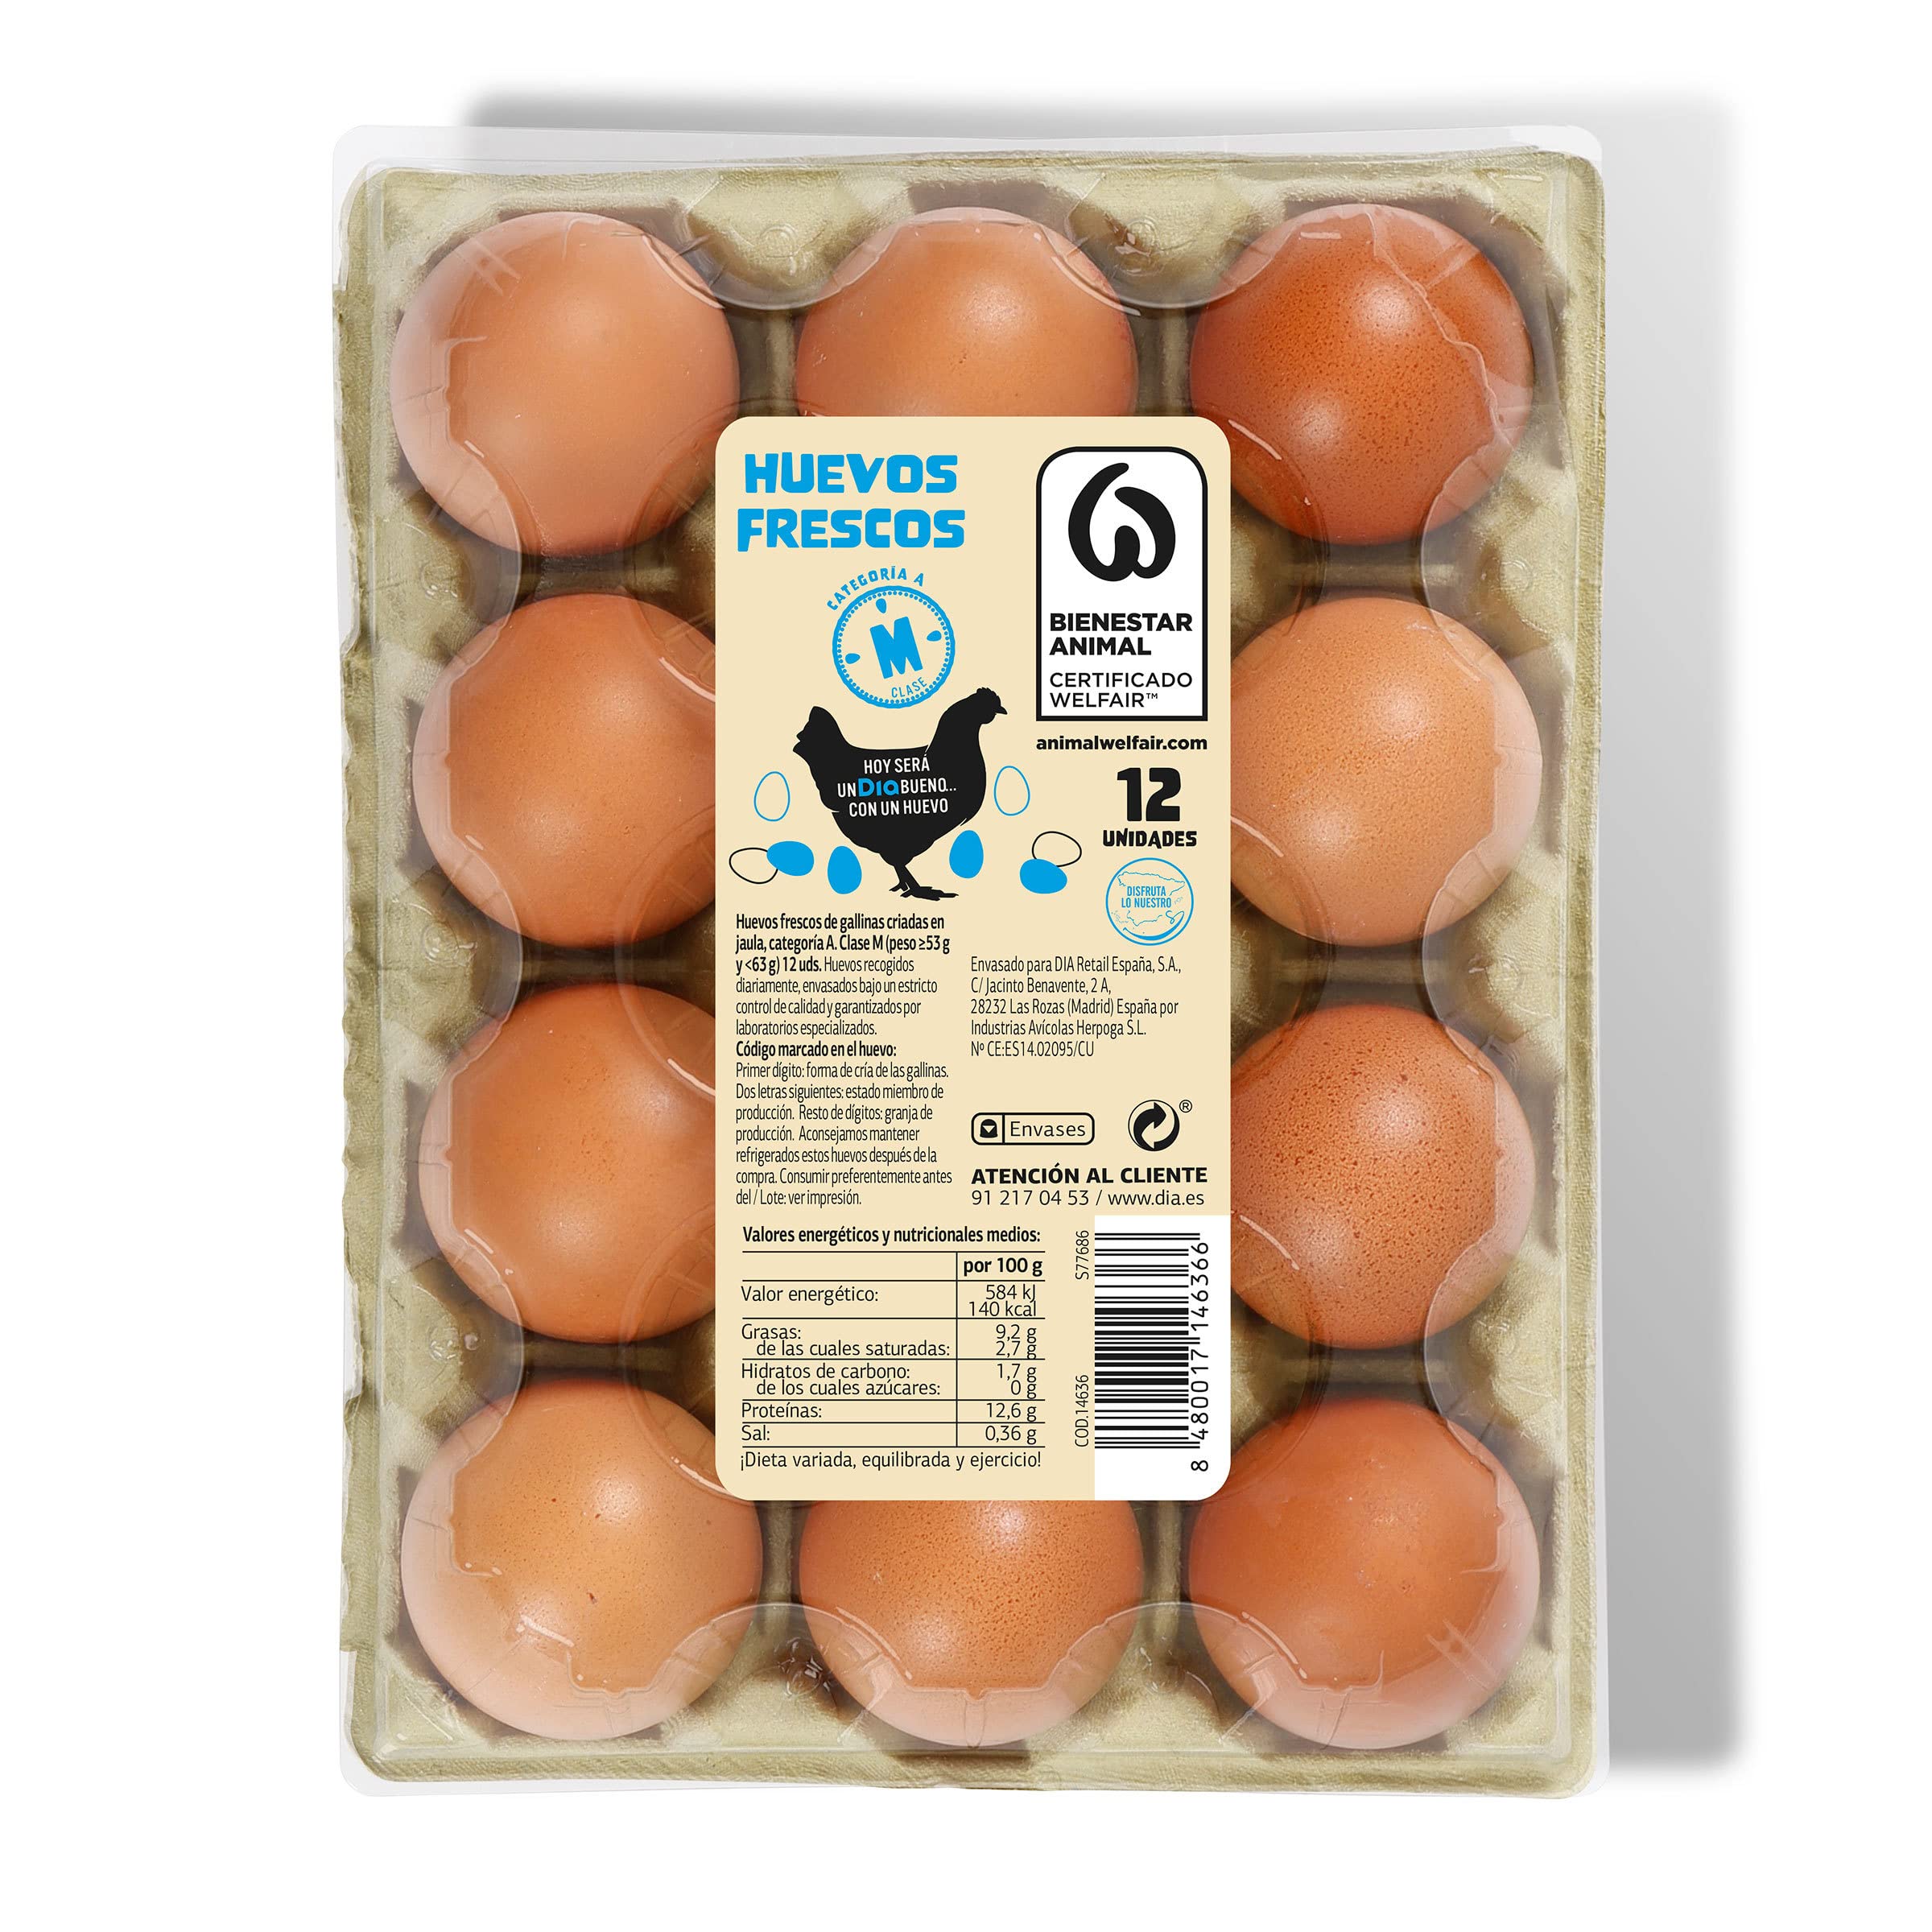 HUEVOS
FRESCOS
CATEGORÍA A
M
CLASE
BIENESTAR
ANIMAL
CERTIFICADO
WELFAIR™
animalwelfair.com
HOY SERÁ
UN Dia BUENO...
CON UN HUEVO
12
UNIDADES
DISFRUTA
LO NUESTRO
Huevos frescos de gallinas criadas en
jaula, categoría A. Clase M (peso ≥53 g
y <63 g) 12 uds. Huevos recogidos
diariamente, envasados bajo un estricto
control de calidad y garantizados por
laboratorios especializados.
Código marcado en el huevo:
Primer dígito: forma de cría de las gallinas.
Dos letras siguientes: estado miembro de
producción. Resto de dígitos: granja de
producción. Aconsejamos mantener
refrigerados estos huevos después de la
compra. Consumir preferentemente antes
del / Lote: ver impresión.
Envasado para DIA Retail España, S.A.,
C/ Jacinto Benavente, 2 A,
28232 Las Rozas (Madrid) España por
Industrias Avícolas Herpoga S.L.
Nº CE:ES14.02095/CU
Envases
®
ATENCIÓN AL CLIENTE
91 217 04 53 / www.dia.es
Valores energéticos y nutricionales medios:
por 100 g
Valor energético: 584 kJ
140 kcal
Grasas: 9,2 g
de las cuales saturadas: 2,7 g
Hidratos de carbono: 1,7 g
de los cuales azúcares: 0 g
Proteínas: 12,6 g
Sal: 0,36 g
¡Dieta variada, equilibrada y ejercicio!
S77686
COD.14636
8 480017 146366